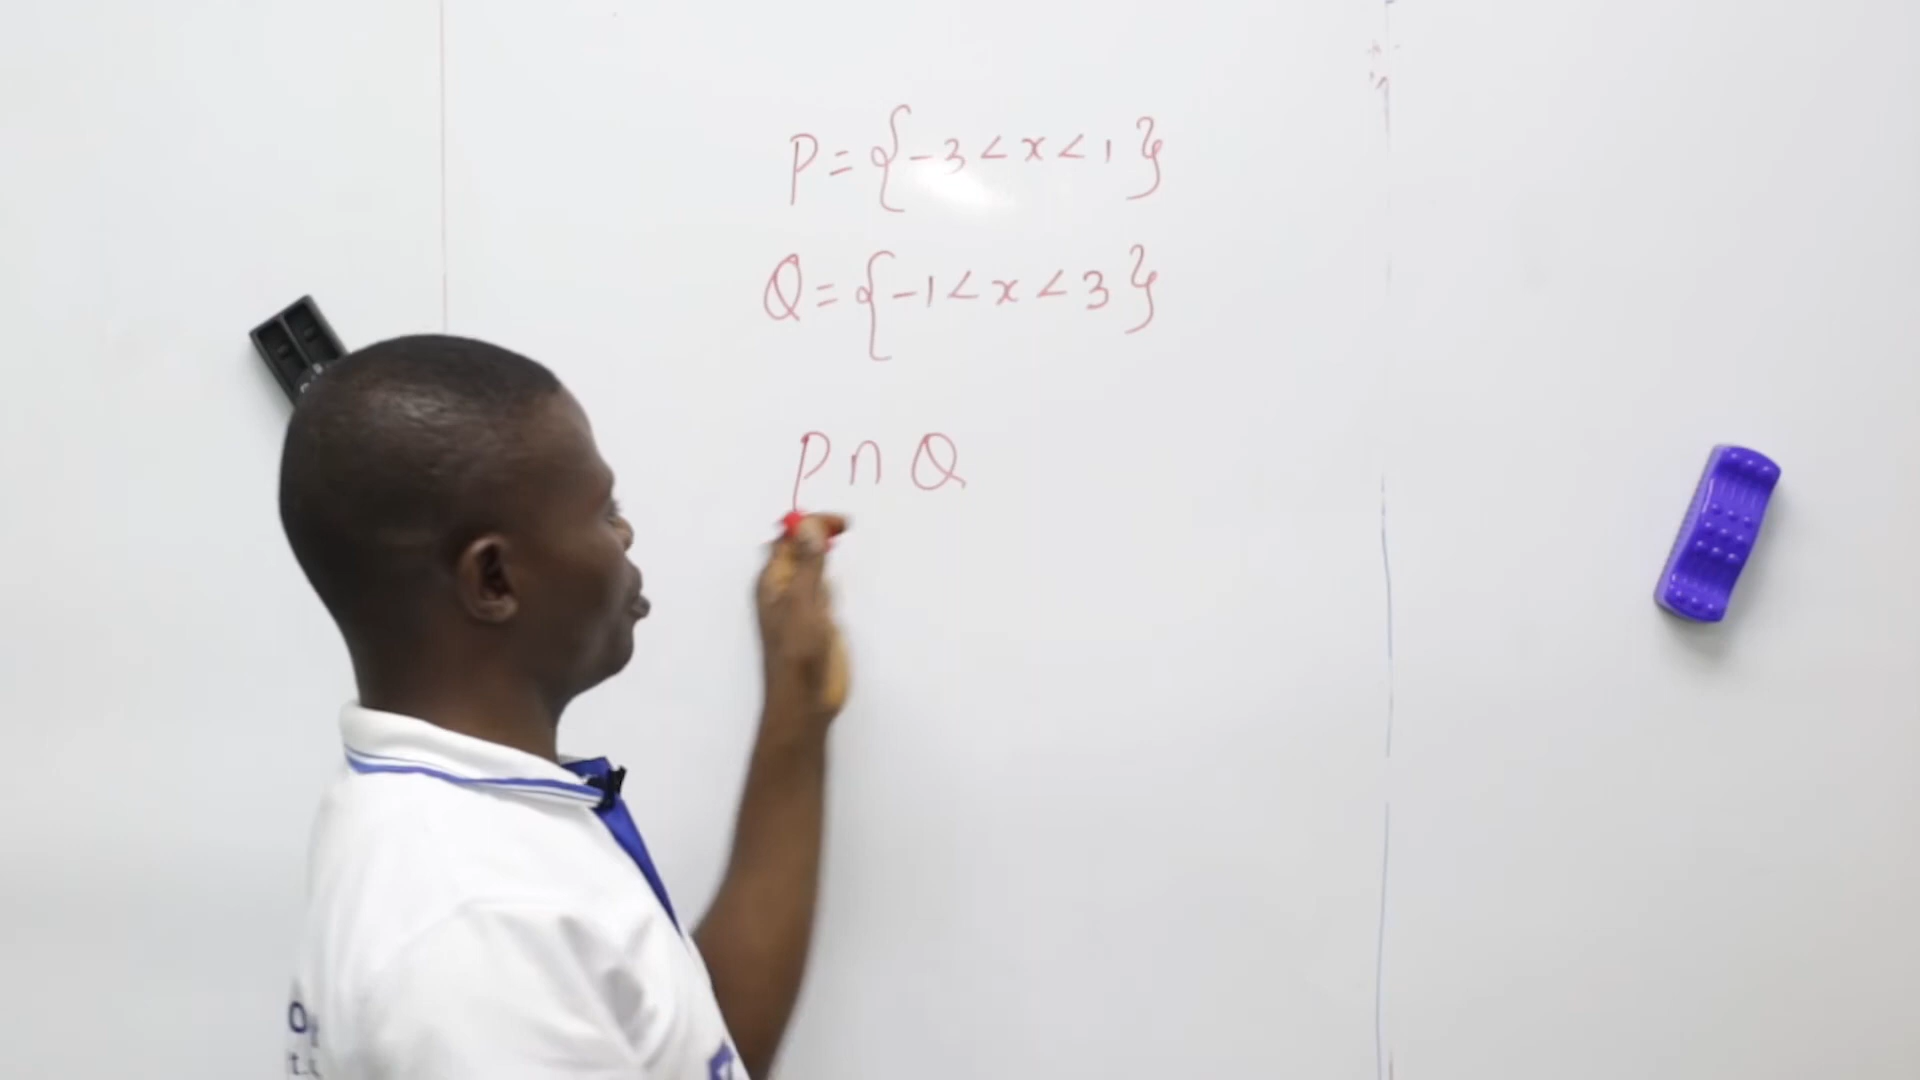 P = {-3 < x < 1}
Q = {-1 < x < 3}
P ∩ Q